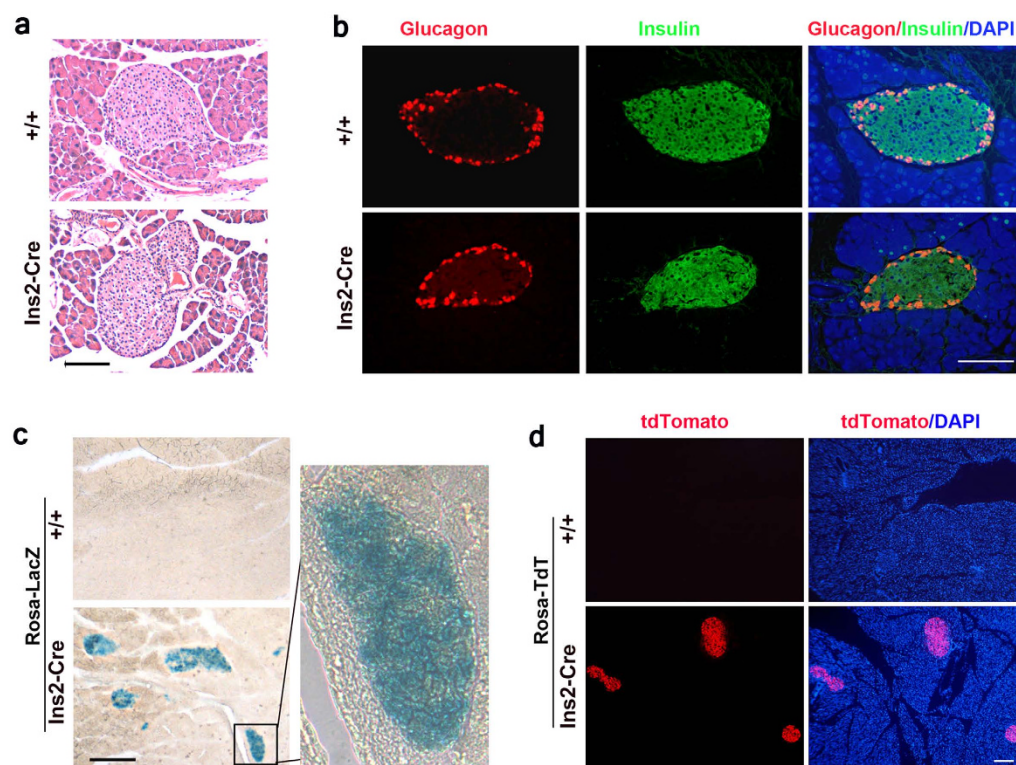 a
+/+
Ins2-Cre
b
Glucagon
Insulin
Glucagon/Insulin/DAPI
+/+
Ins2-Cre
c
Rosa-LacZ
+/+
Ins2-Cre
d
tdTomato
tdTomato/DAPI
Rosa-TdT
+/+
Ins2-Cre